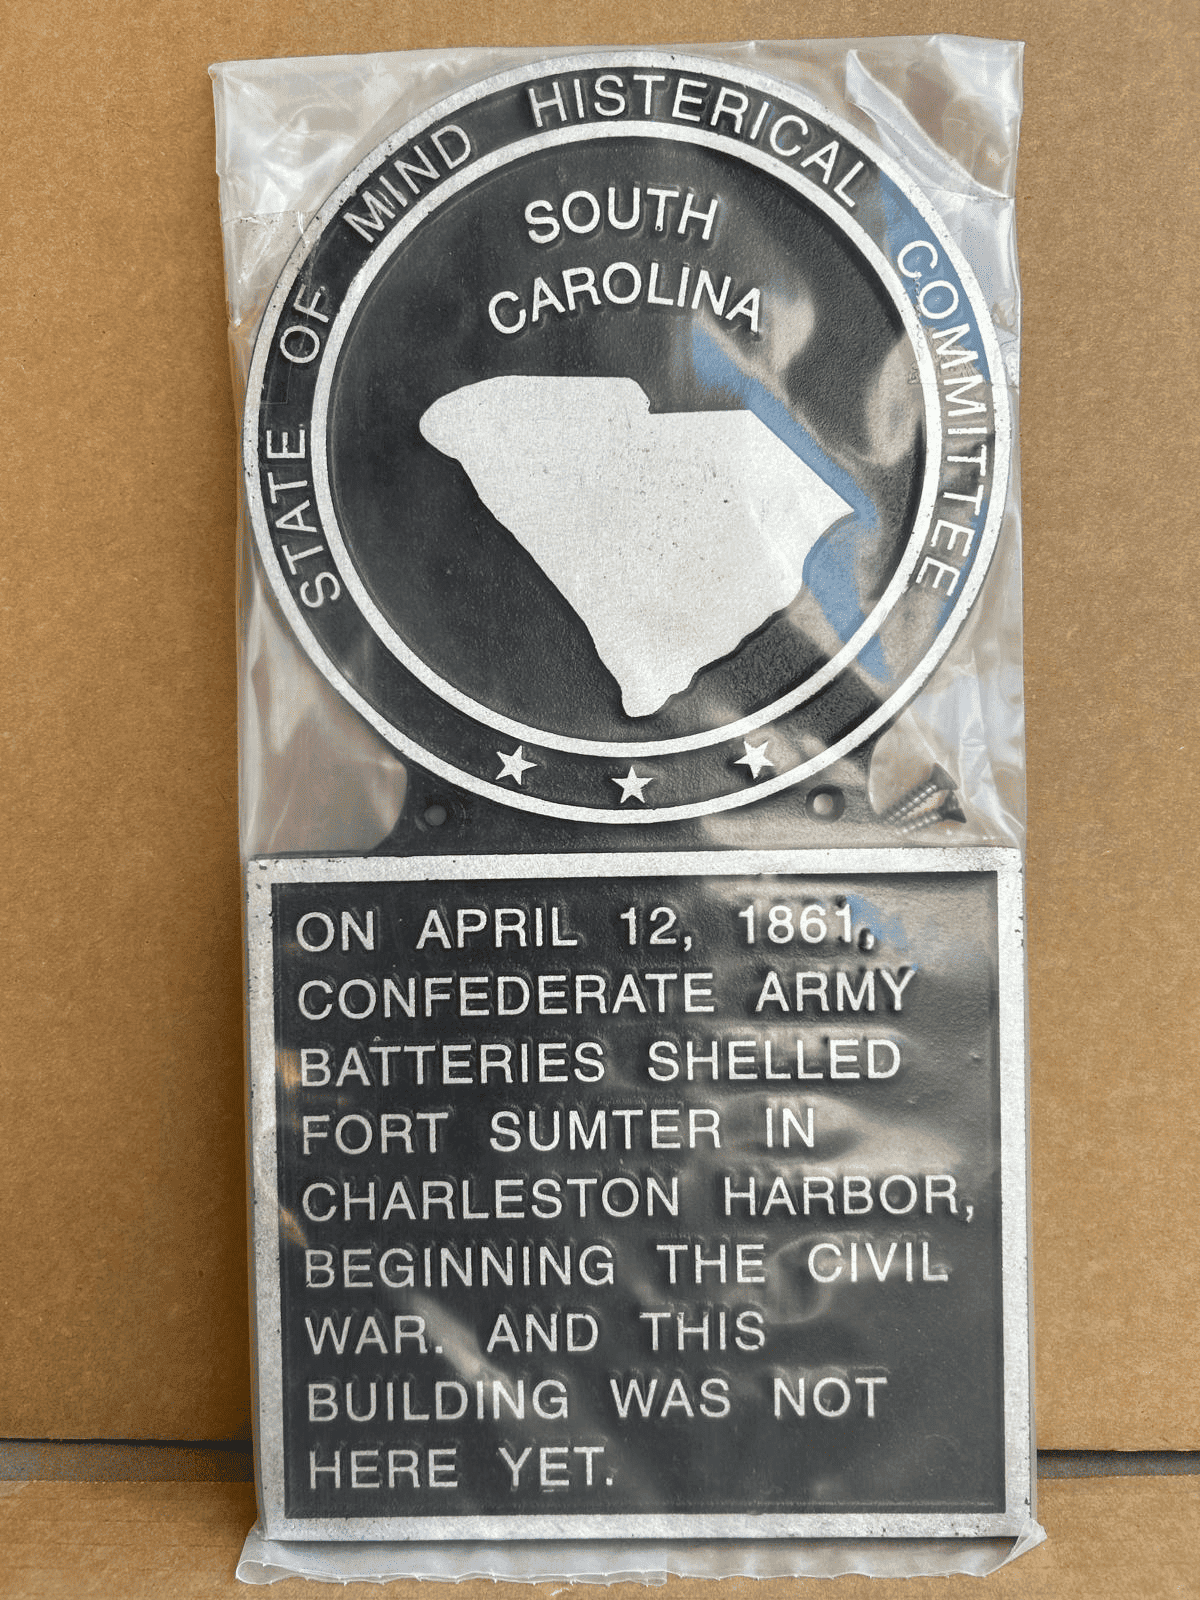 STATE OF MIND HISTERICAL COMMITTEE
SOUTH
CAROLINA
ON APRIL 12, 1861,
CONFEDERATE ARMY
BATTERIES SHELLED
FORT SUMTER IN
CHARLESTON HARBOR,
BEGINNING THE CIVIL
WAR. AND THIS
BUILDING WAS NOT
HERE YET.